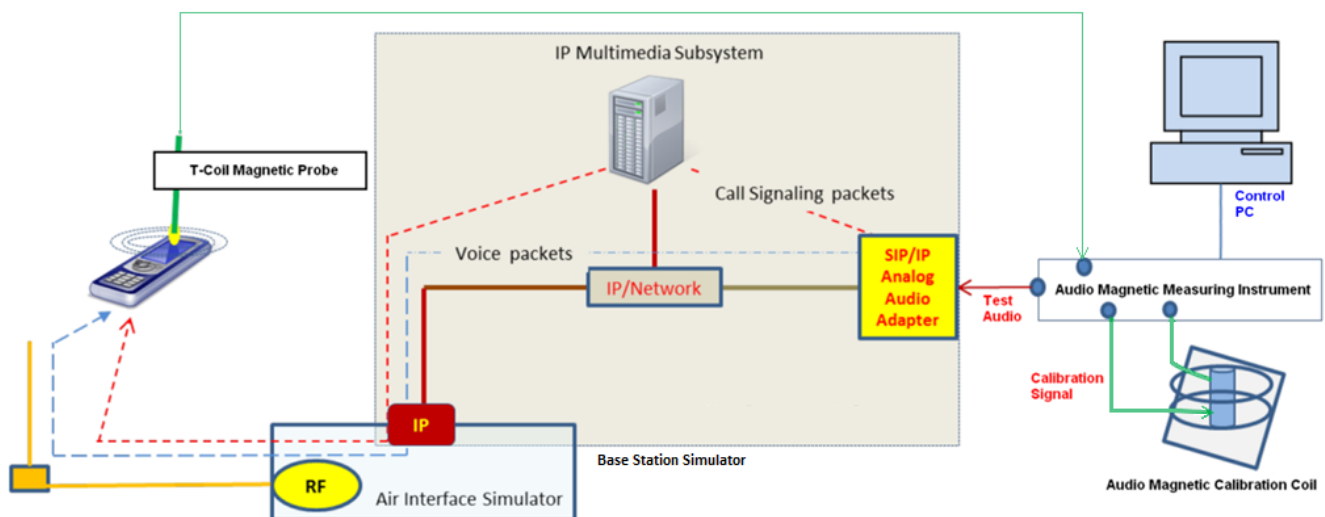 IP Multimedia Subsystem
T-Coil Magnetic Probe
Call Signaling packets
Control
PC
Voice packets
SIP/IP
Analog
Audio
Adapter
IP/Network
Audio Magnetic Measuring Instrument
Test
Audio
Calibration
Signal
IP
Base Station Simulator
RF
Air Interface Simulator
Audio Magnetic Calibration Coil